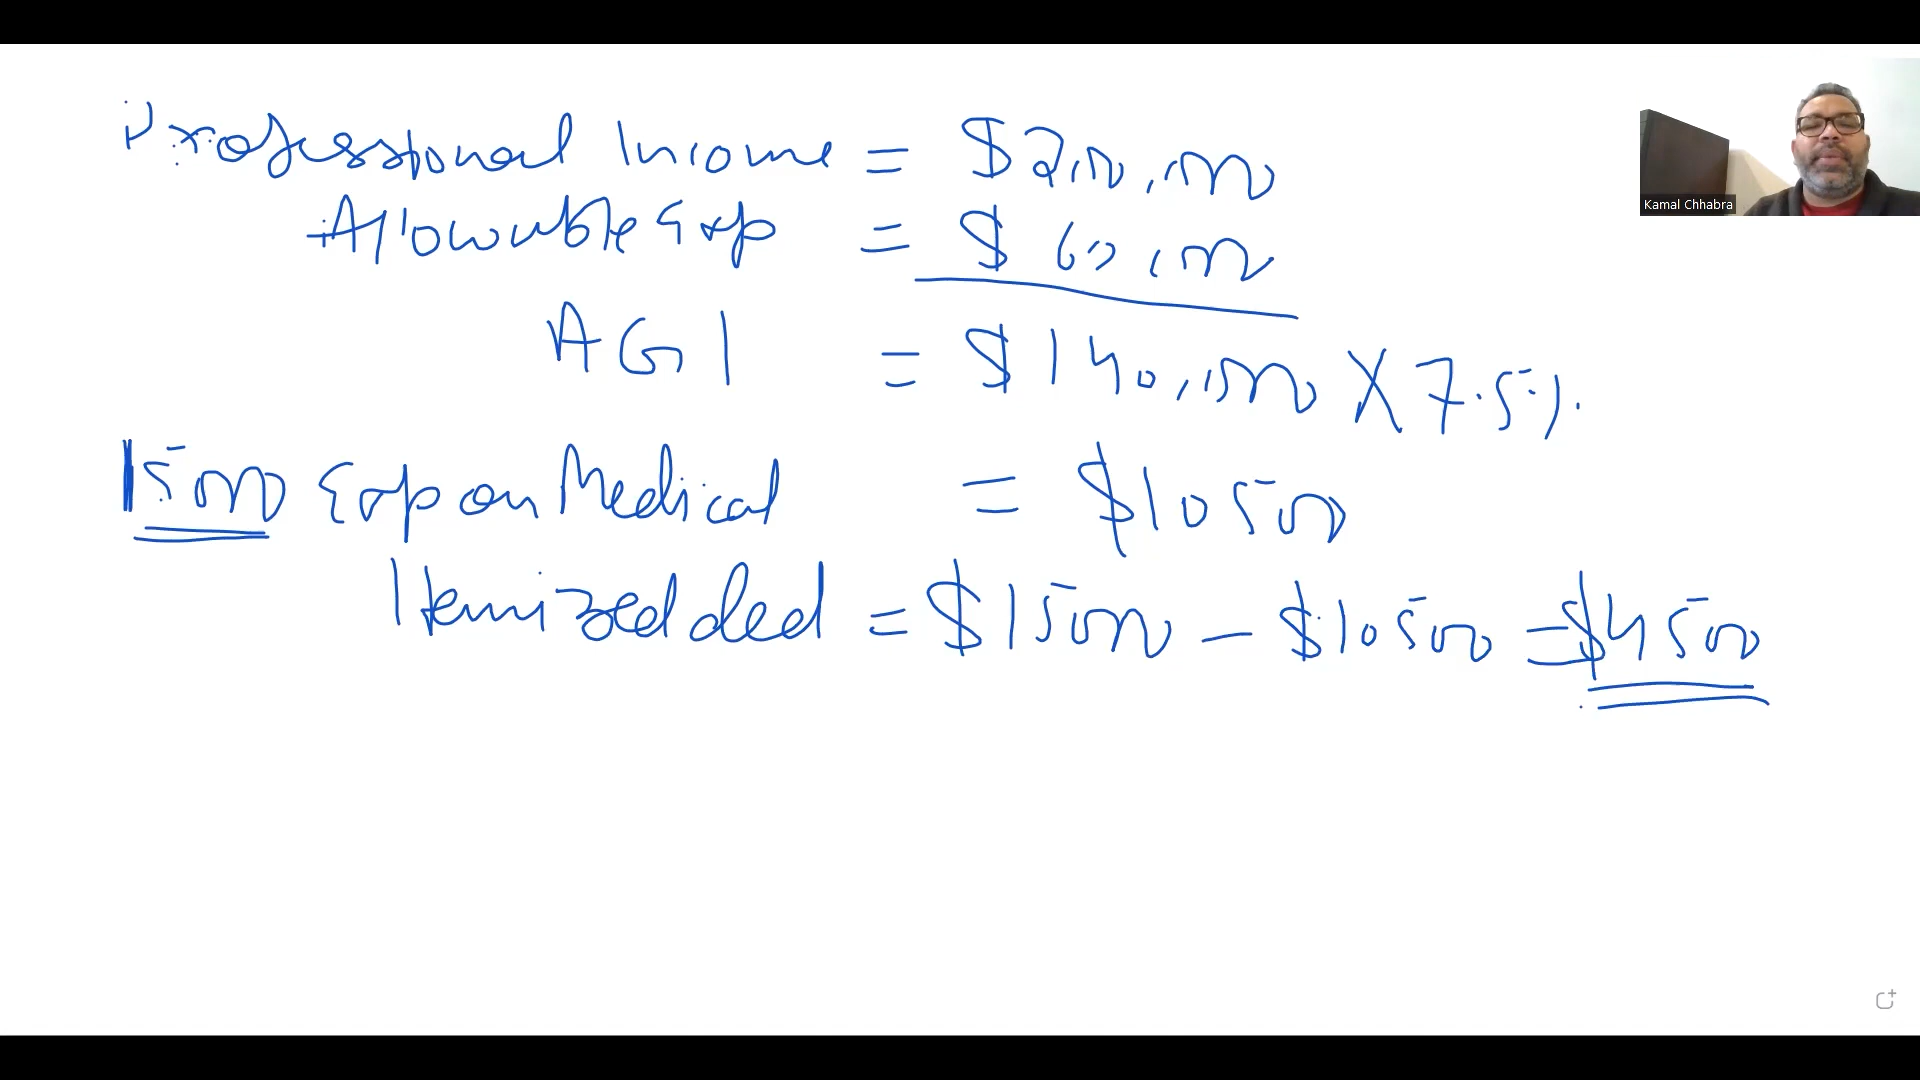 Professional Income = $200,000
Kamal Chhabra
Allowable Exp = $ 60,000
AGI = $140,000 X 7.5%
15000 Exp on Medical = $10500
Itemized ded = $15000 - $10500 = $4500